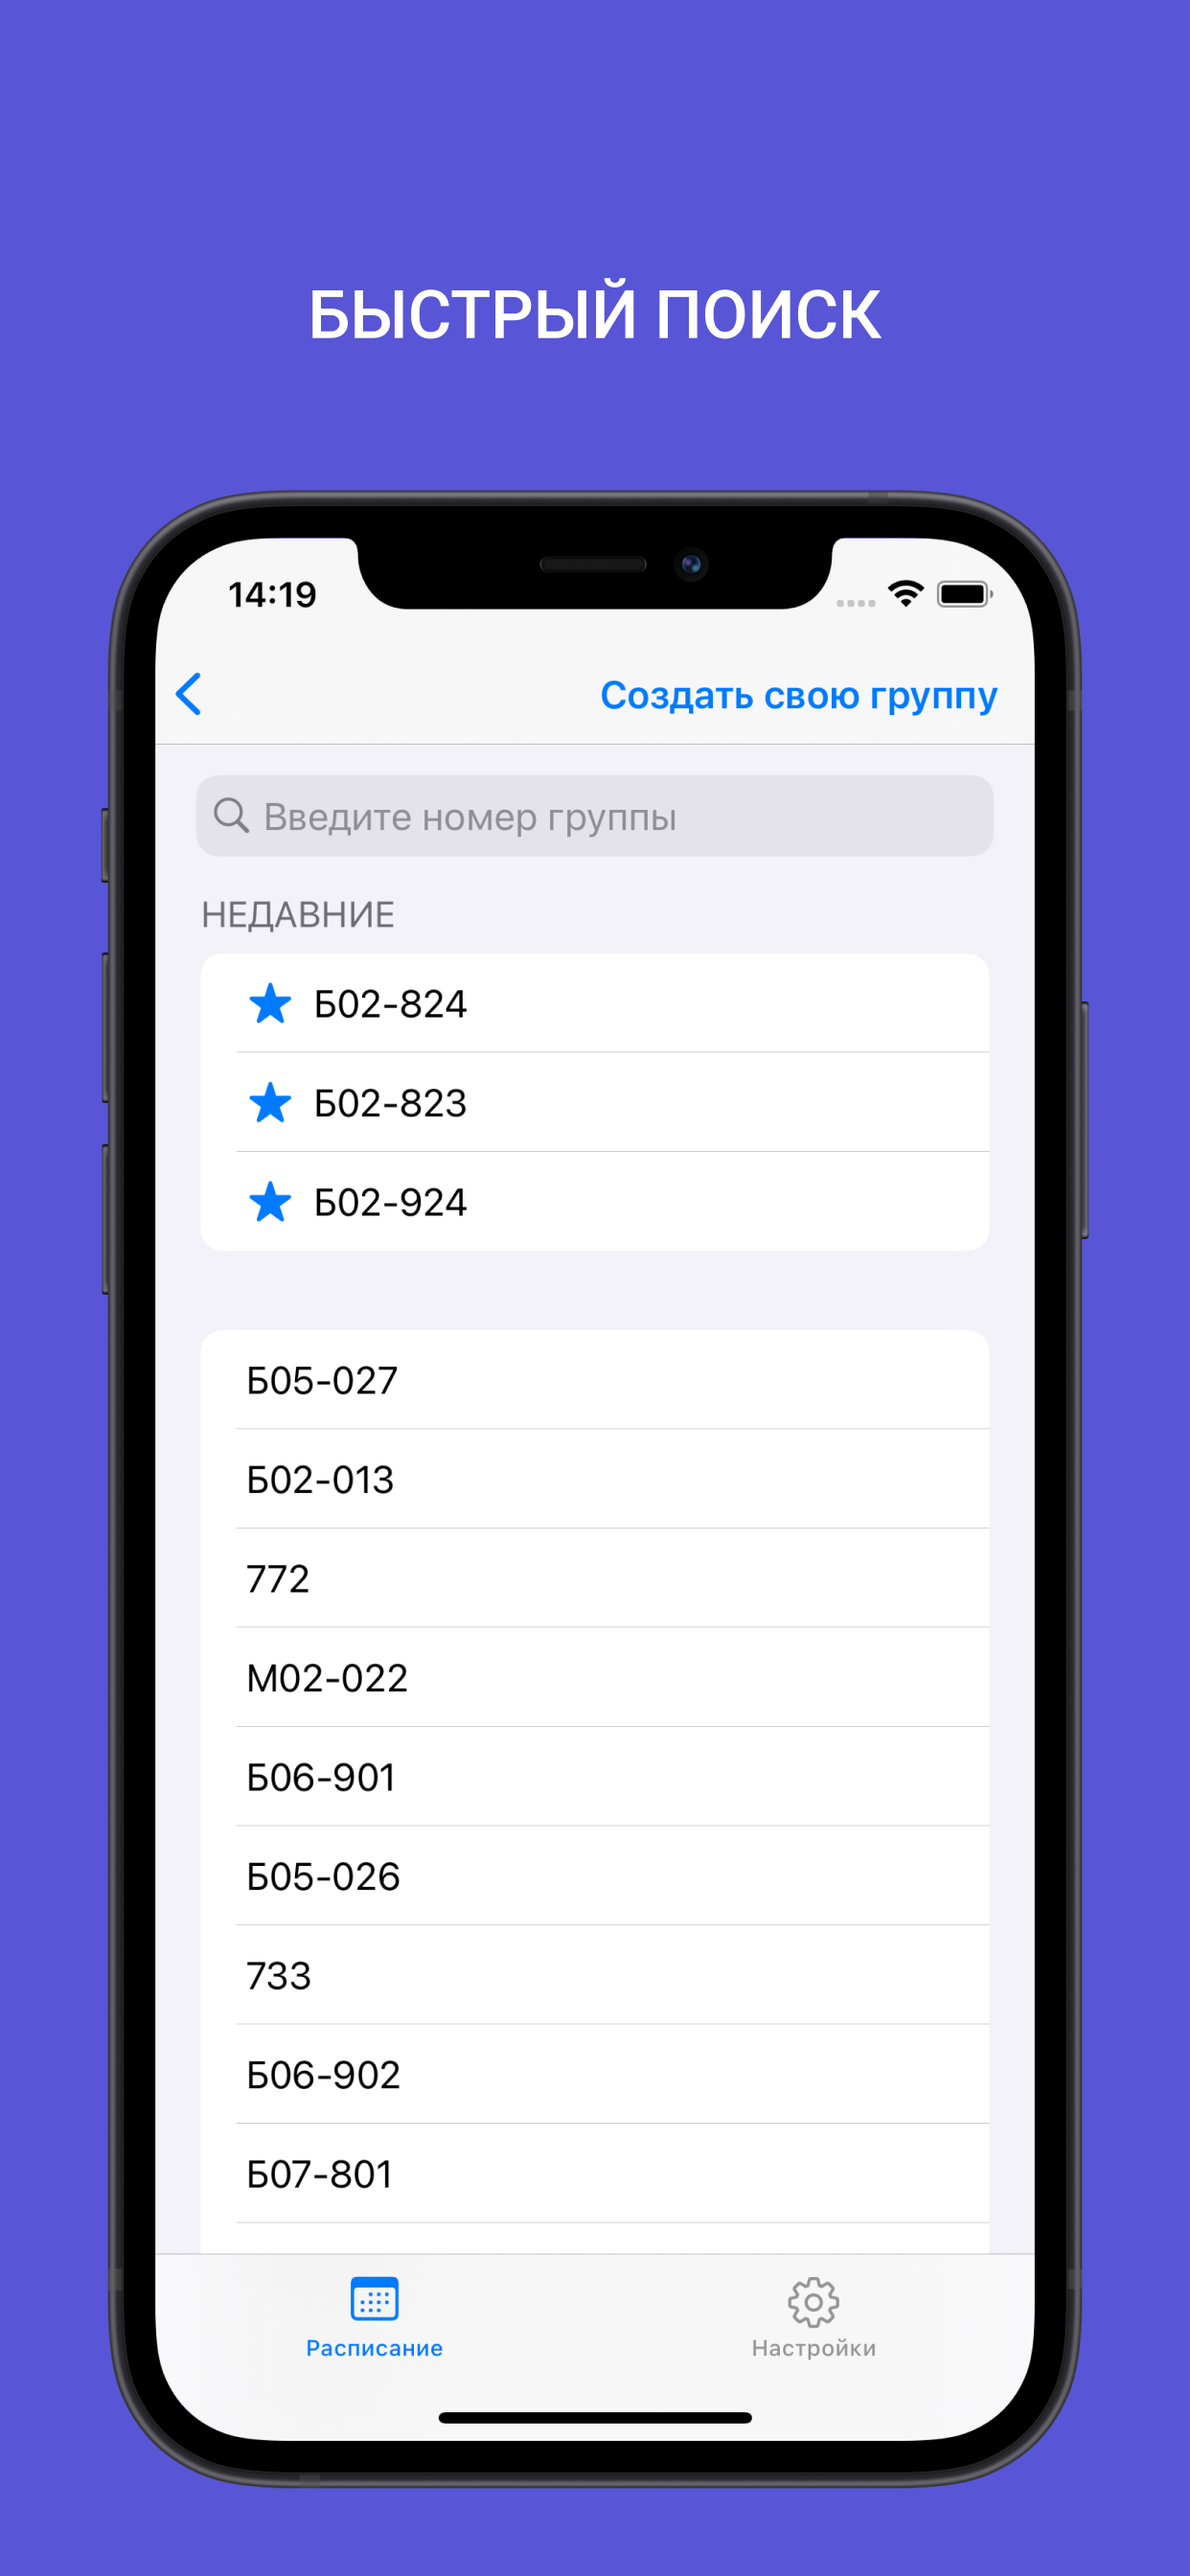 БЫСТРЫЙ ПОИСК
14:19
Создать свою группу
Введите номер группы
НЕДАВНИЕ
Б02-824
Б02-823
Б02-924
Б05-027
Б02-013
772
М02-022
Б06-901
Б05-026
733
Б06-902
Б07-801
Расписание
Настройки